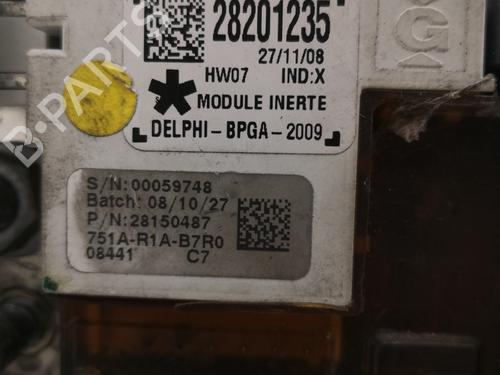 28201235
27/11/08
HW07 IND:X
MODULE INERTE
DELPHI-BPGA-2009
S/N:00059748
Batch: 08/10/27
P/N:28150487
751A-R1A-B7R0
08441 C7
B-PARTS